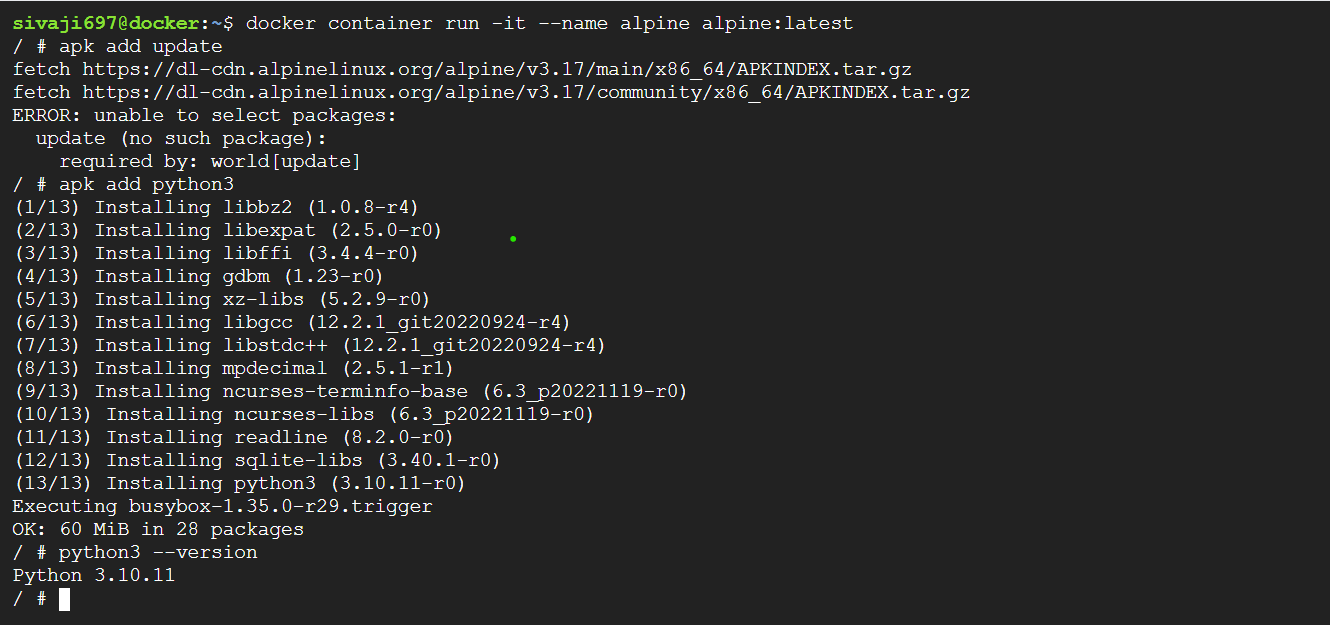 sivaji697@docker:~$ docker container run -it --name alpine alpine:latest
/ # apk add update
fetch https://dl-cdn.alpinelinux.org/alpine/v3.17/main/x86_64/APKINDEX.tar.gz
fetch https://dl-cdn.alpinelinux.org/alpine/v3.17/community/x86_64/APKINDEX.tar.gz
ERROR: unable to select packages:
  update (no such package):
    required by: world[update]
/ # apk add python3
(1/13) Installing libbz2 (1.0.8-r4)
(2/13) Installing libexpat (2.5.0-r0)
(3/13) Installing libffi (3.4.4-r0)
(4/13) Installing gdbm (1.23-r0)
(5/13) Installing xz-libs (5.2.9-r0)
(6/13) Installing libgcc (12.2.1_git20220924-r4)
(7/13) Installing libstdc++ (12.2.1_git20220924-r4)
(8/13) Installing mpdecimal (2.5.1-r1)
(9/13) Installing ncurses-terminfo-base (6.3_p20221119-r0)
(10/13) Installing ncurses-libs (6.3_p20221119-r0)
(11/13) Installing readline (8.2.0-r0)
(12/13) Installing sqlite-libs (3.40.1-r0)
(13/13) Installing python3 (3.10.11-r0)
Executing busybox-1.35.0-r29.trigger
OK: 60 MiB in 28 packages
/ # python3 --version
Python 3.10.11
/ #